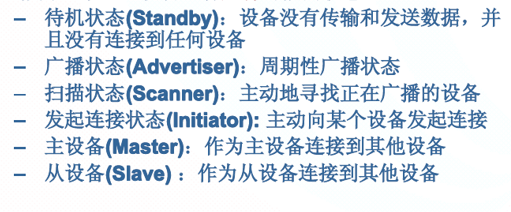 – 待机状态(Standby)：设备没有传输和发送数据，并
且没有连接到任何设备
– 广播状态(Advertiser)：周期性广播状态
– 扫描状态(Scanner)：主动地寻找正在广播的设备
– 发起连接状态(Initiator): 主动向某个设备发起连接
– 主设备(Master)：作为主设备连接到其他设备
– 从设备(Slave) ：作为从设备连接到其他设备